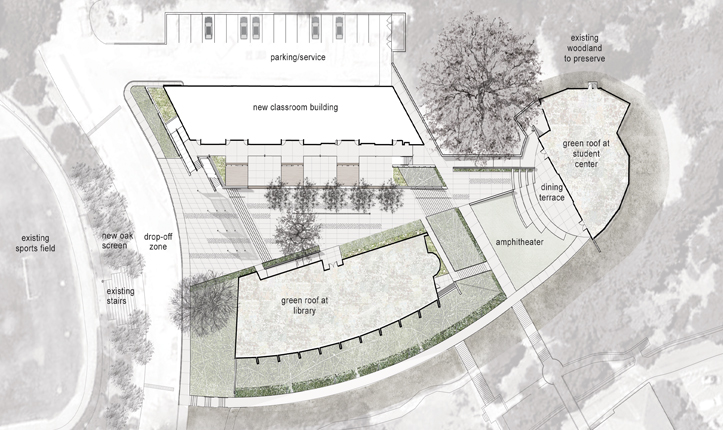 parking/service
existing
woodland
to preserve
new classroom building
green roof at
student
center
dining
terrace
existing
sports field
new oak
screen
drop-off
zone
amphitheater
existing
stairs
green roof at
library